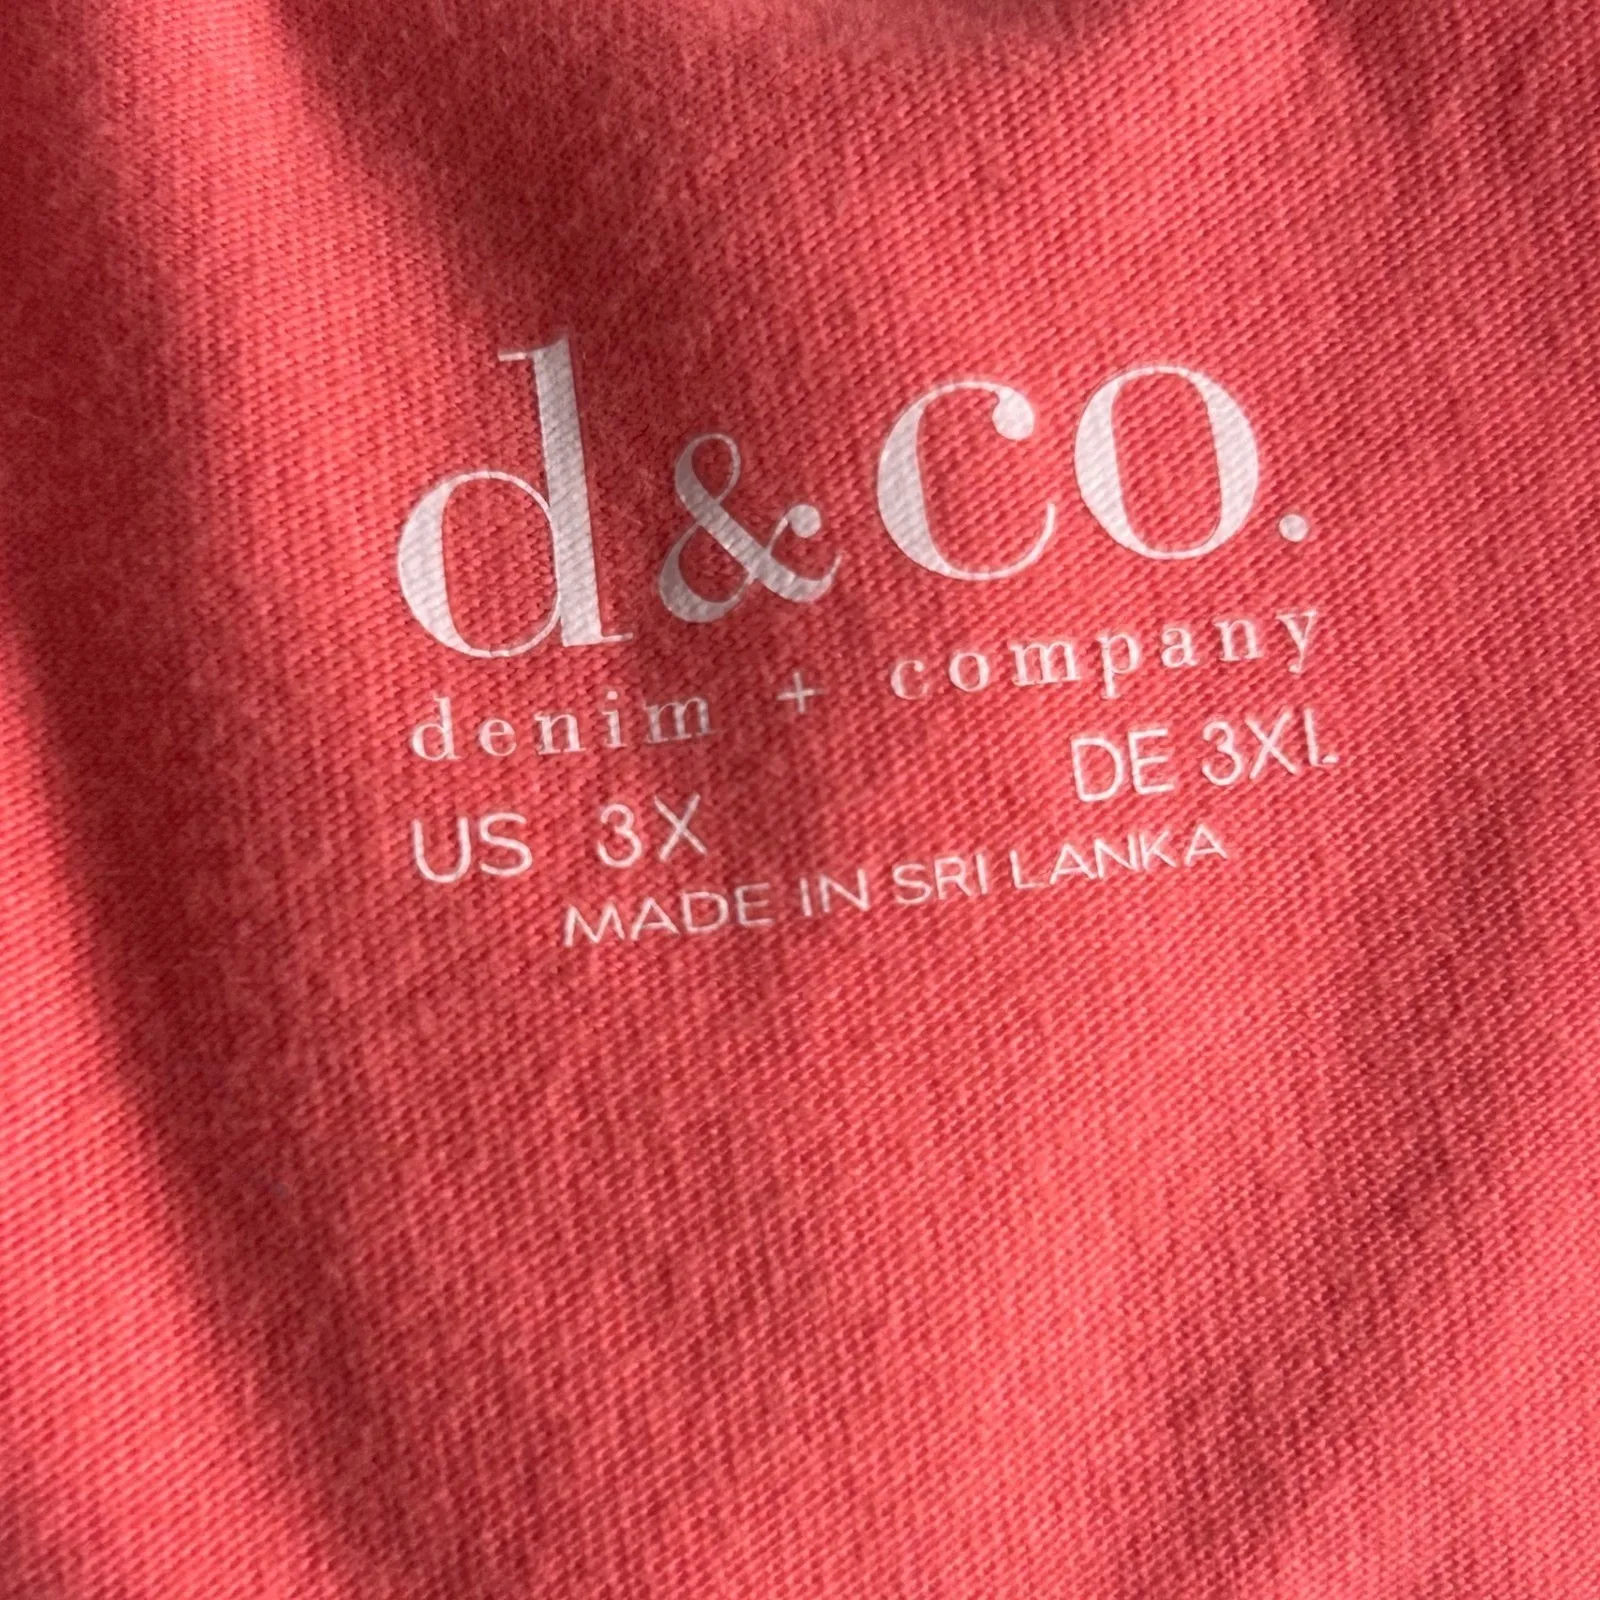 d & co.
denim + company
US 3X DE 3XL
MADE IN SRI LANKA